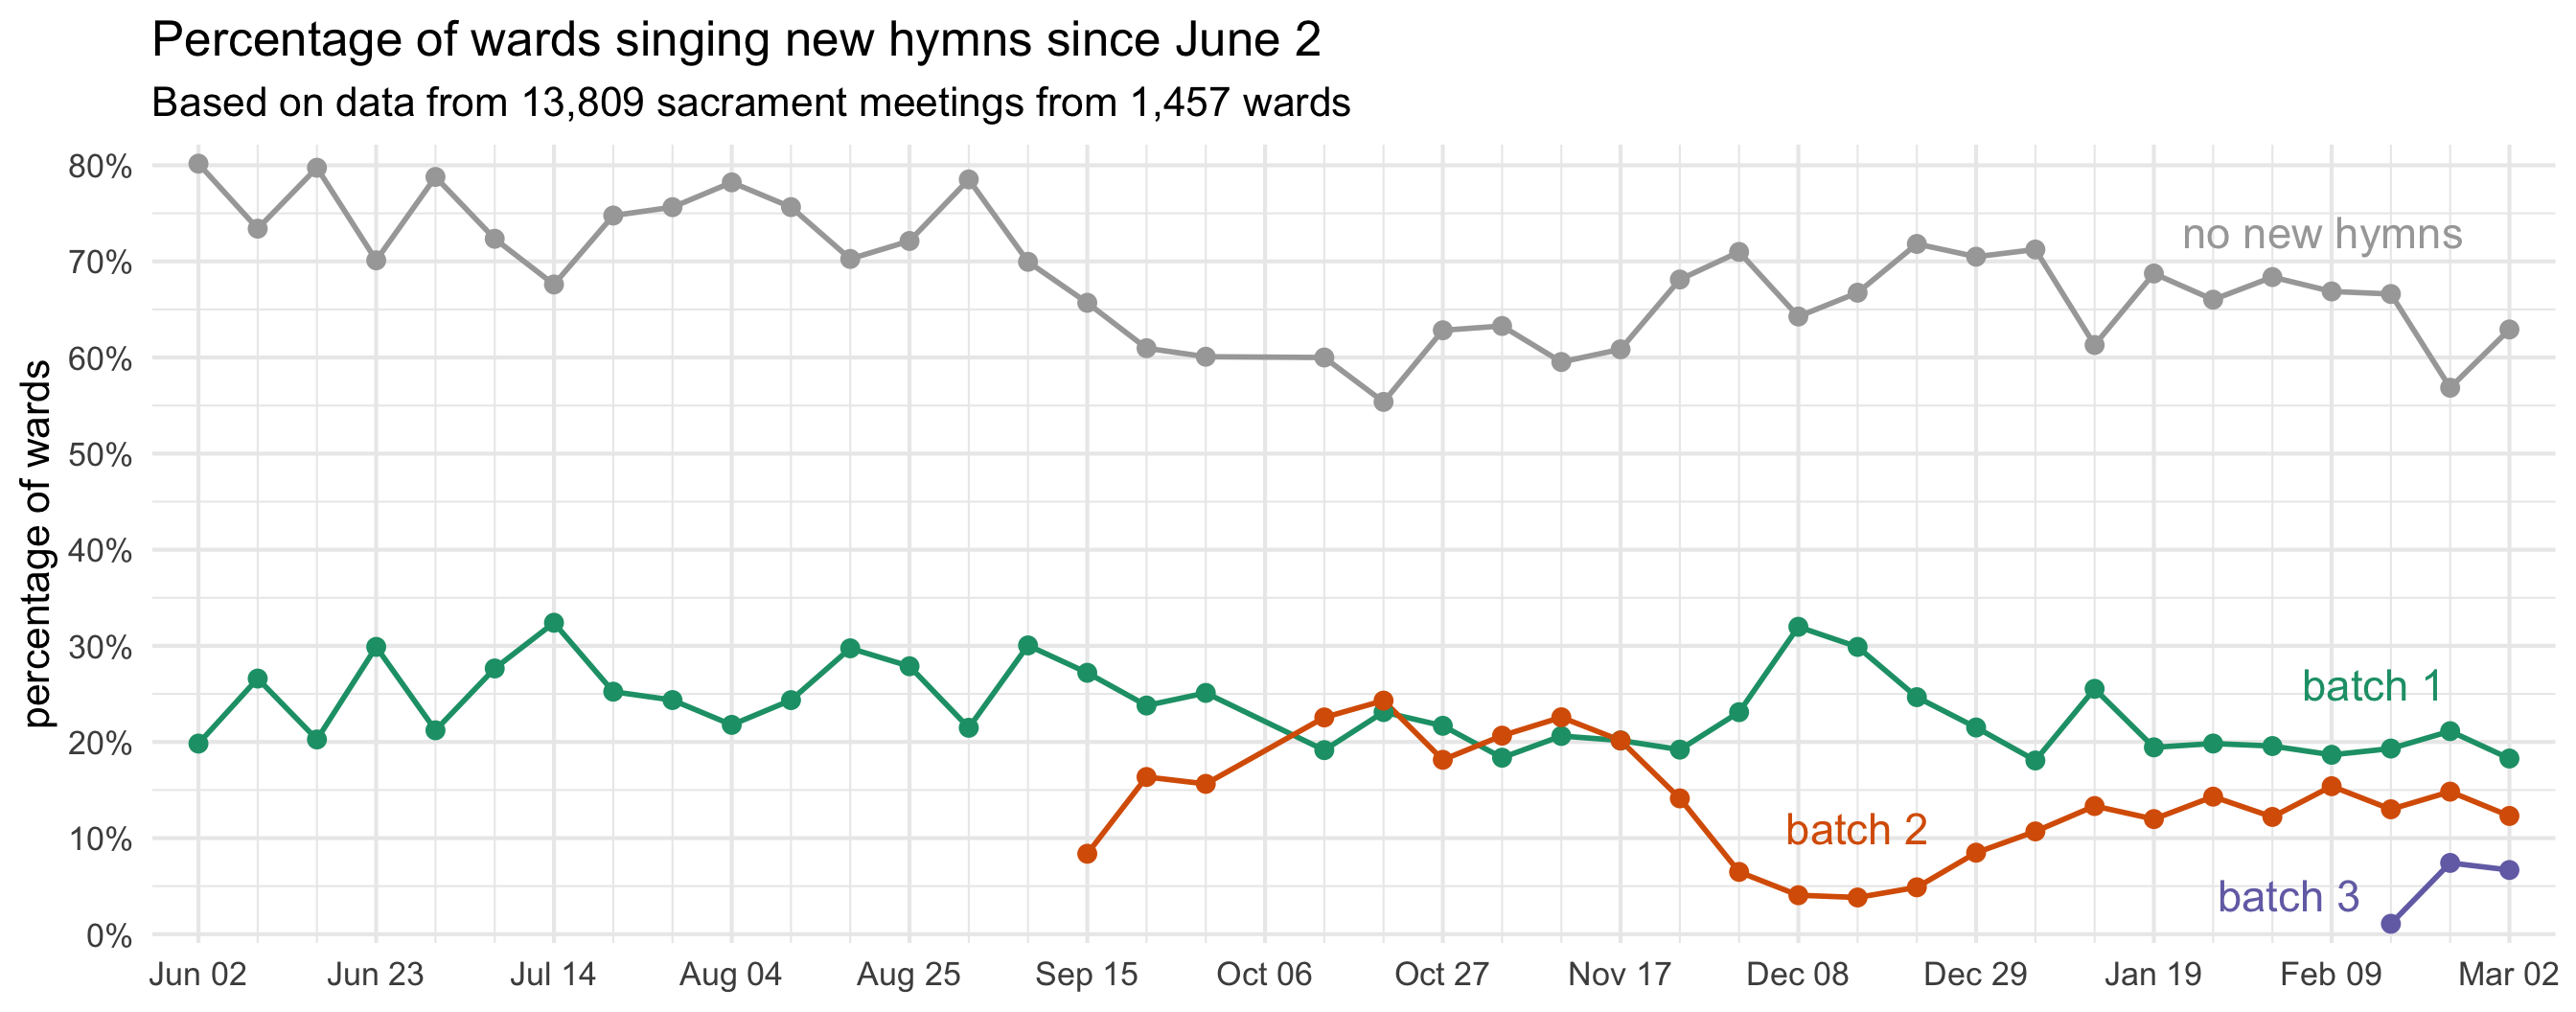 Percentage of wards singing new hymns since June 2
Based on data from 13,809 sacrament meetings from 1,457 wards
percentage of wards
80%
70%
60%
50%
40%
30%
20%
10%
0%
no new hymns
batch 1
batch 2
batch 3
Jun 02 Jun 23 Jul 14 Aug 04 Aug 25 Sep 15 Oct 06 Oct 27 Nov 17 Dec 08 Dec 29 Jan 19 Feb 09 Mar 02